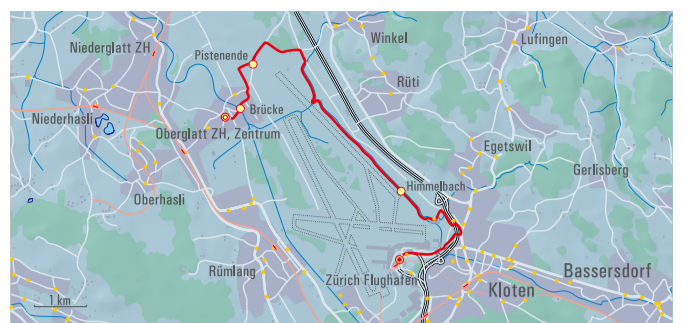 Niederglatt ZH
Winkel
Lufingen
Pistenende
Rüti
Niederhasli
Brücke
Oberglatt ZH, Zentrum
Egetswil
Gerlisberg
Oberhasli
Himmelbach
Rümlang
Zürich Flughafen
Bassersdorf
Kloten
1 km